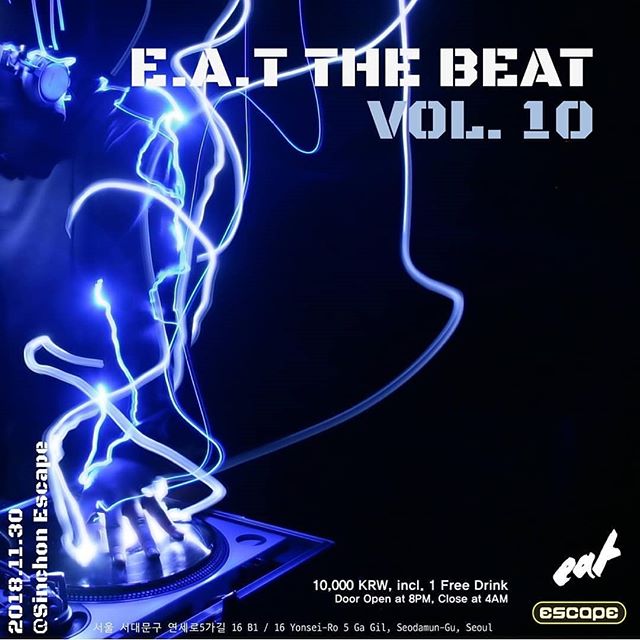 E.A.T THE BEAT
VOL. 10
2018.11.30
@Sinchon Escape
10,000 KRW, incl. 1 Free Drink
Door Open at 8PM, Close at 4AM
eat
escape
서울 서대문구 연세로5가길 16 B1 / 16 Yonsei-Ro 5 Ga Gil, Seodamun-Gu, Seoul